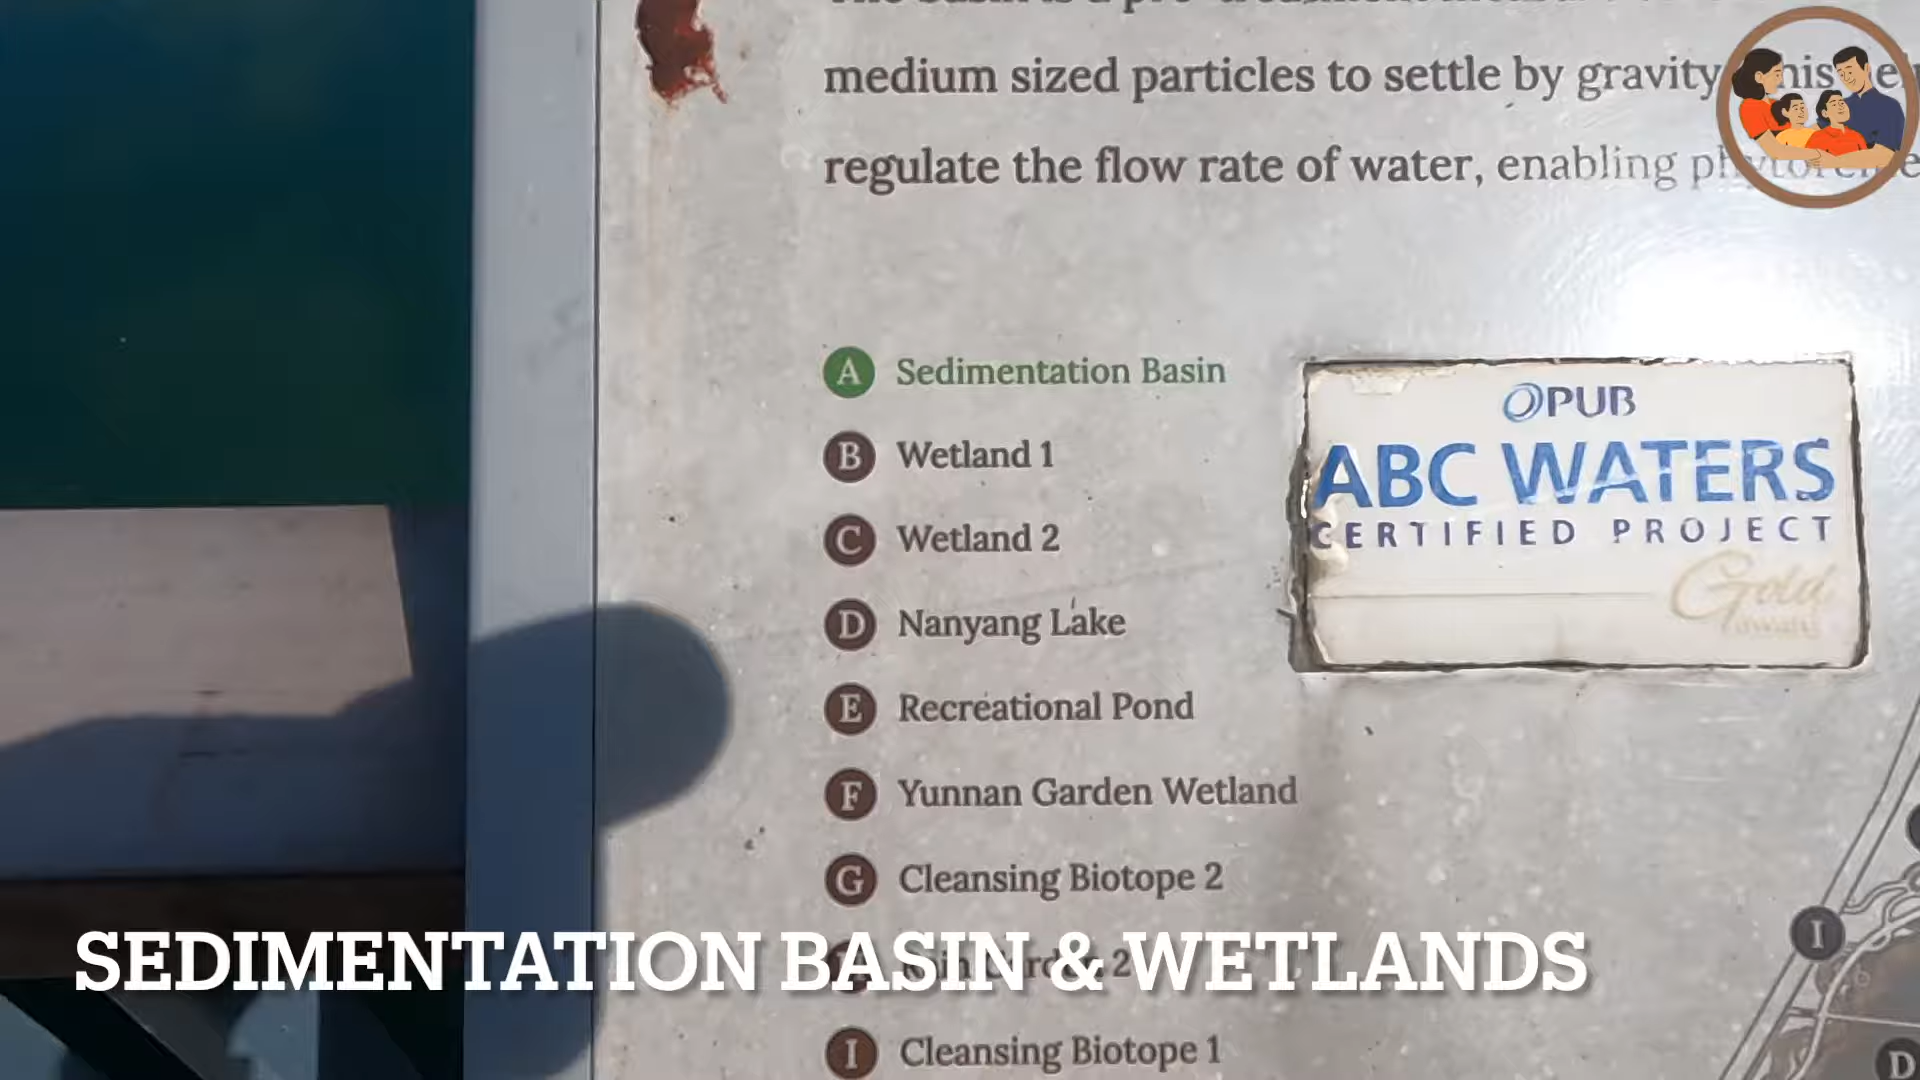 medium sized particles to settle by gravity
regulate the flow rate of water, enabling
A Sedimentation Basin
B Wetland 1
C Wetland 2
D Nanyang Lake
E Recreational Pond
F Yunnan Garden Wetland
G Cleansing Biotope 2
I Cleansing Biotope 1
PUB
ABC WATERS
CERTIFIED PROJECT
Gold
I
D
SEDIMENTATION BASIN & WETLANDS